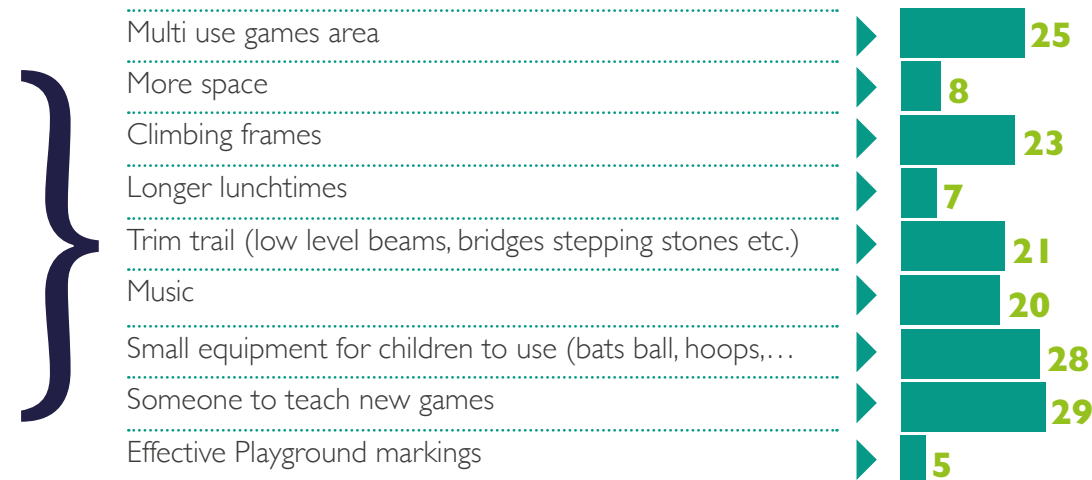 Multi use games area 25
More space 8
Climbing frames 23
Longer lunchtimes 7
Trim trail (low level beams, bridges stepping stones etc.) 21
Music 20
Small equipment for children to use (bats ball, hoops,… 28
Someone to teach new games 29
Effective Playground markings 5